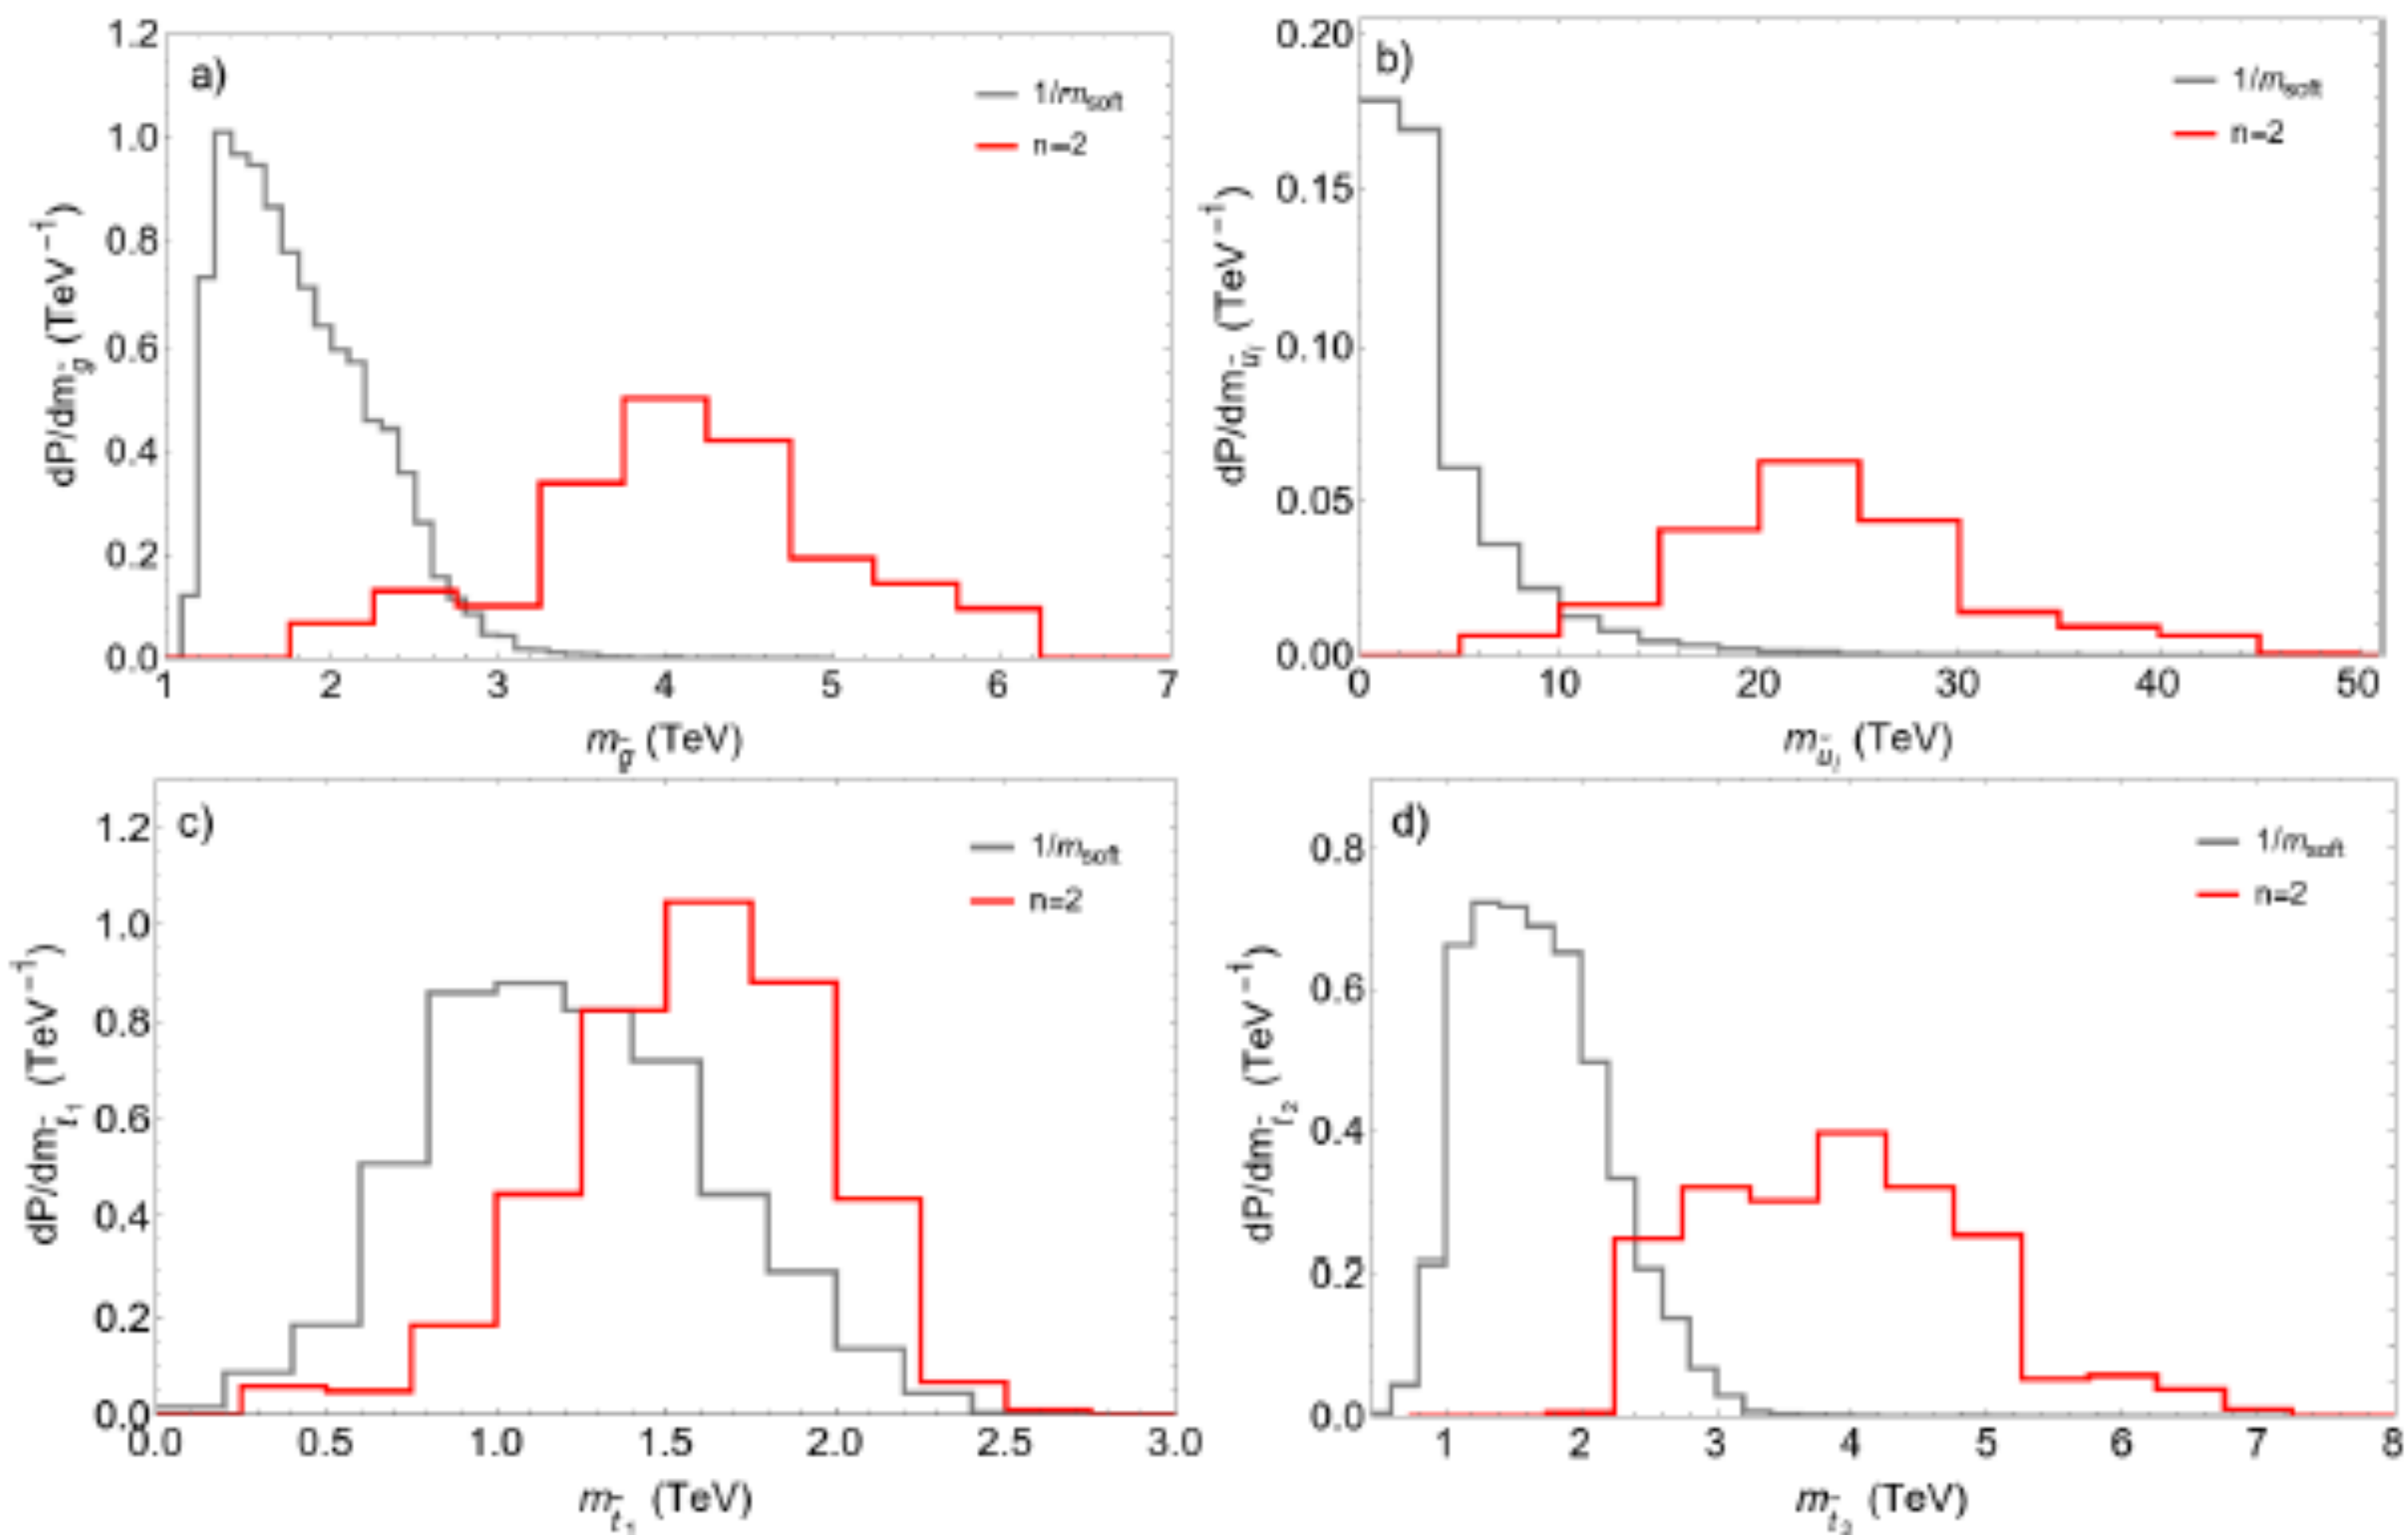 a)
1/m_soft
n=2
dP/dm_g̃ (TeV⁻¹)
1.2
1.0
0.8
0.6
0.4
0.2
0.0
1 2 3 4 5 6 7
m_g̃ (TeV)
b)
1/m_soft
n=2
dP/dm_ũ_l (TeV⁻¹)
0.20
0.15
0.10
0.05
0.00
0 10 20 30 40 50
m_ũ_l (TeV)
c)
1/m_soft
n=2
dP/dm_t̃_1 (TeV⁻¹)
1.2
1.0
0.8
0.6
0.4
0.2
0.0
0.0 0.5 1.0 1.5 2.0 2.5 3.0
m_t̃_1 (TeV)
d)
1/m_soft
n=2
dP/dm_t̃_2 (TeV⁻¹)
0.8
0.6
0.4
0.2
0.0
1 2 3 4 5 6 7 8
m_t̃_2 (TeV)